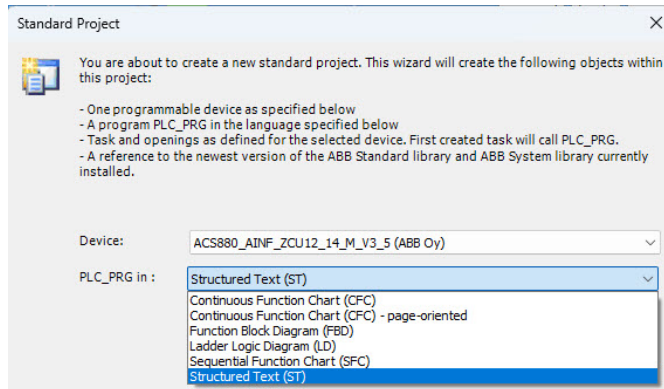 Standard Project
You are about to create a new standard project. This wizard will create the following objects within
this project:
- One programmable device as specified below
- A program PLC_PRG in the language specified below
- Task and openings as defined for the selected device. First created task will call PLC_PRG.
- A reference to the newest version of the ABB Standard library and ABB System library currently
installed.
Device:
ACS880_AINF_ZCU12_14_M_V3_5 (ABB Oy)
PLC_PRG in :
Structured Text (ST)
Continuous Function Chart (CFC)
Continuous Function Chart (CFC) - page-oriented
Function Block Diagram (FBD)
Ladder Logic Diagram (LD)
Sequential Function Chart (SFC)
Structured Text (ST)